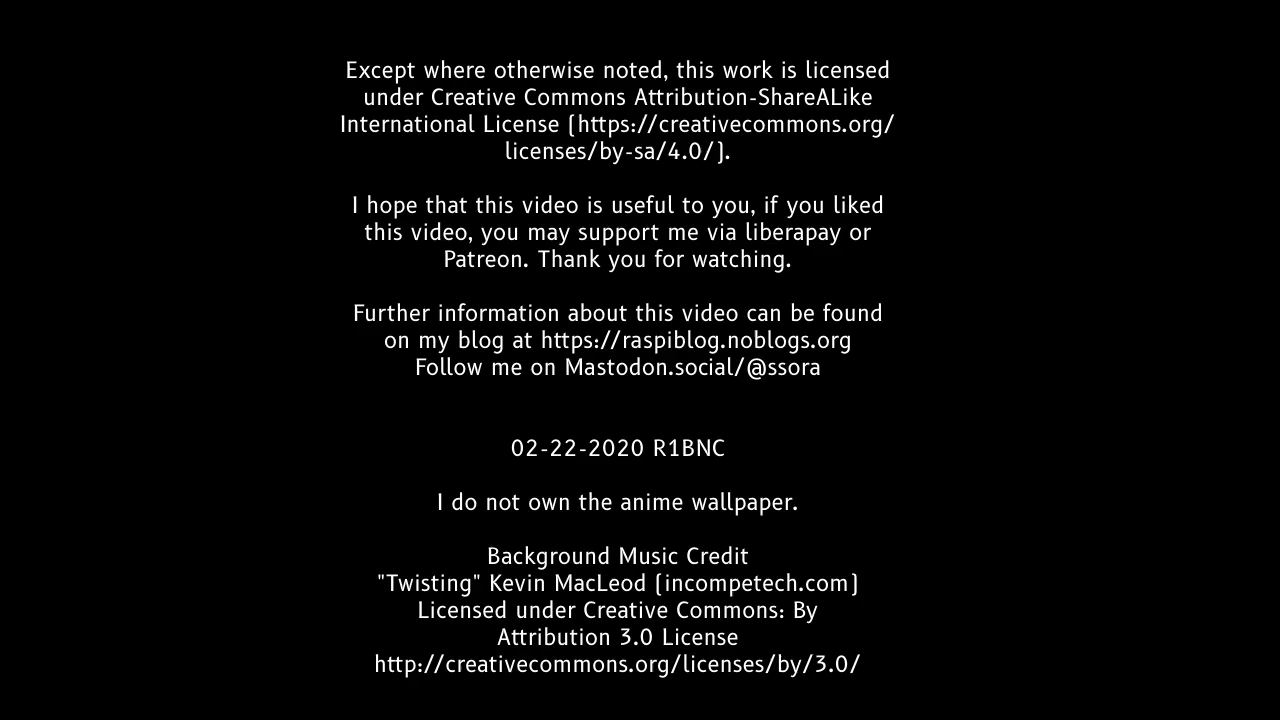 Except where otherwise noted, this work is licensed
under Creative Commons Attribution-ShareALike
International License (https://creativecommons.org/
licenses/by-sa/4.0/).
I hope that this video is useful to you, if you liked
this video, you may support me via liberapay or
Patreon. Thank you for watching.
Further information about this video can be found
on my blog at https://raspiblog.noblogs.org
Follow me on Mastodon.social/@ssora
02-22-2020 R1BNC
I do not own the anime wallpaper.
Background Music Credit
"Twisting" Kevin MacLeod (incompetech.com)
Licensed under Creative Commons: By
Attribution 3.0 License
http://creativecommons.org/licenses/by/3.0/